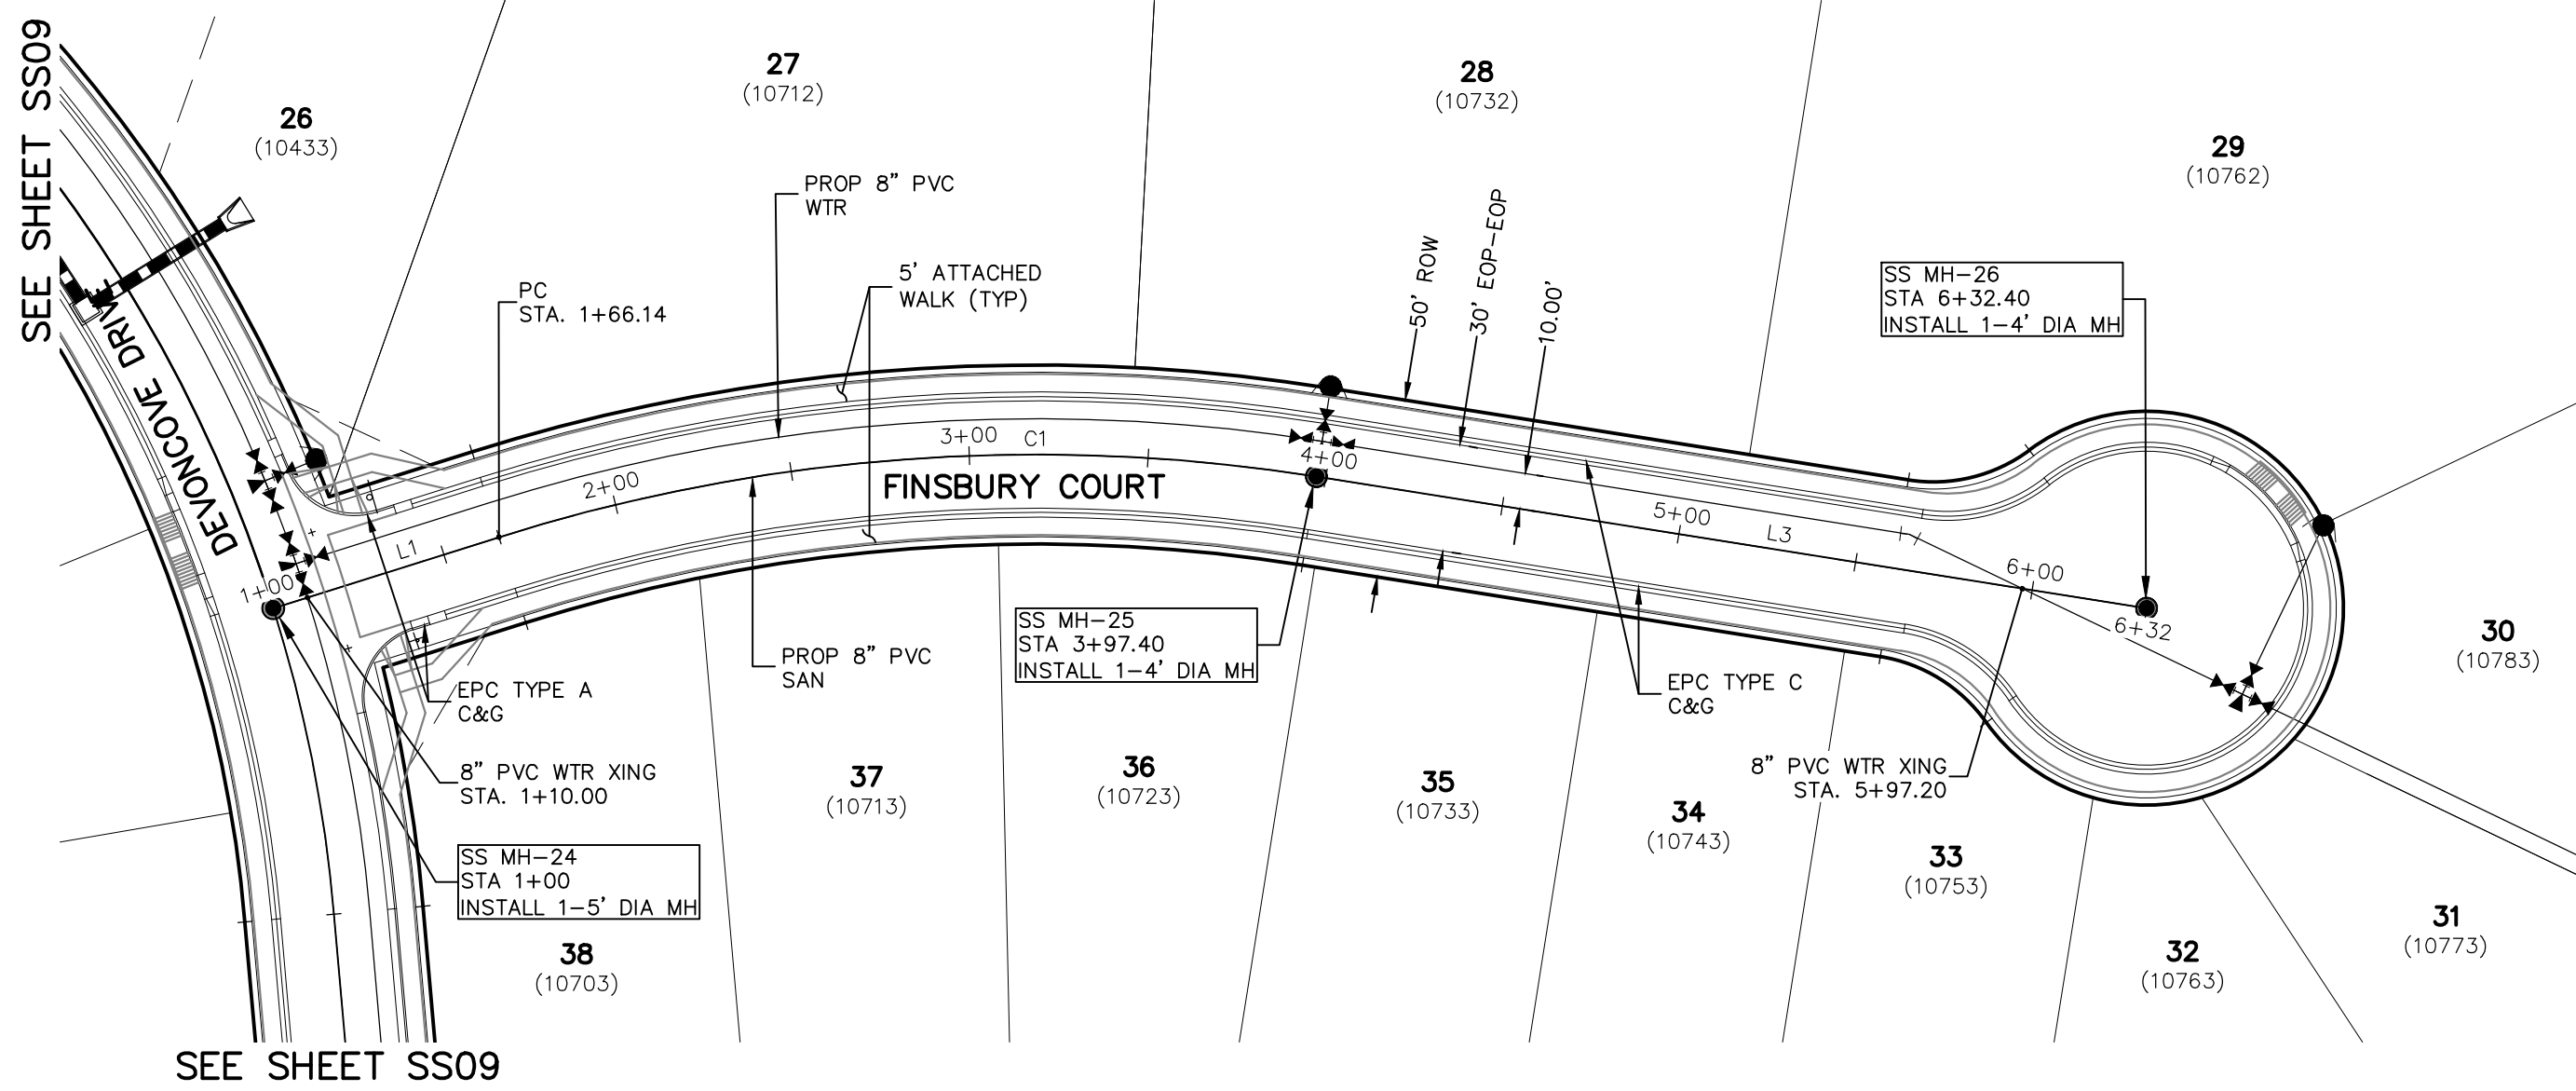 SEE SHEET SS09
26
(10433)
27
(10712)
28
(10732)
29
(10762)
PROP 8" PVC
WTR
5' ATTACHED
WALK (TYP)
PC
STA. 1+66.14
50' ROW
30' EOP-EOP
10.00'
SS MH-26
STA 6+32.40
INSTALL 1-4' DIA MH
DEVONCOVE DRIV
1+00
L1
2+00
3+00
C1
4+00
FINSBURY COURT
5+00
L3
6+00
6+32
SS MH-25
STA 3+97.40
INSTALL 1-4' DIA MH
PROP 8" PVC
SAN
EPC TYPE A
C&G
EPC TYPE C
C&G
30
(10783)
8" PVC WTR XING
STA. 1+10.00
8" PVC WTR XING
STA. 5+97.20
37
(10713)
36
(10723)
35
(10733)
34
(10743)
33
(10753)
SS MH-24
STA 1+00
INSTALL 1-5' DIA MH
38
(10703)
32
(10763)
31
(10773)
SEE SHEET SS09